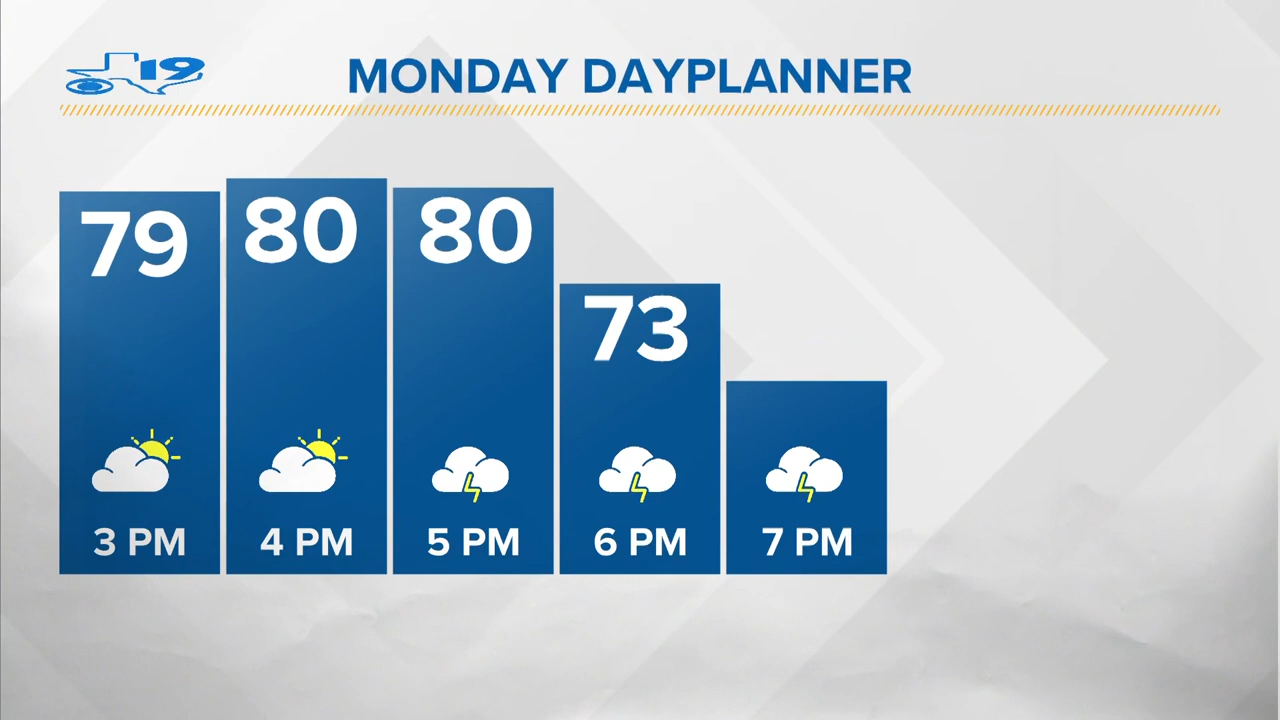 19
MONDAY DAYPLANNER
79
80
80
73
3 PM
4 PM
5 PM
6 PM
7 PM